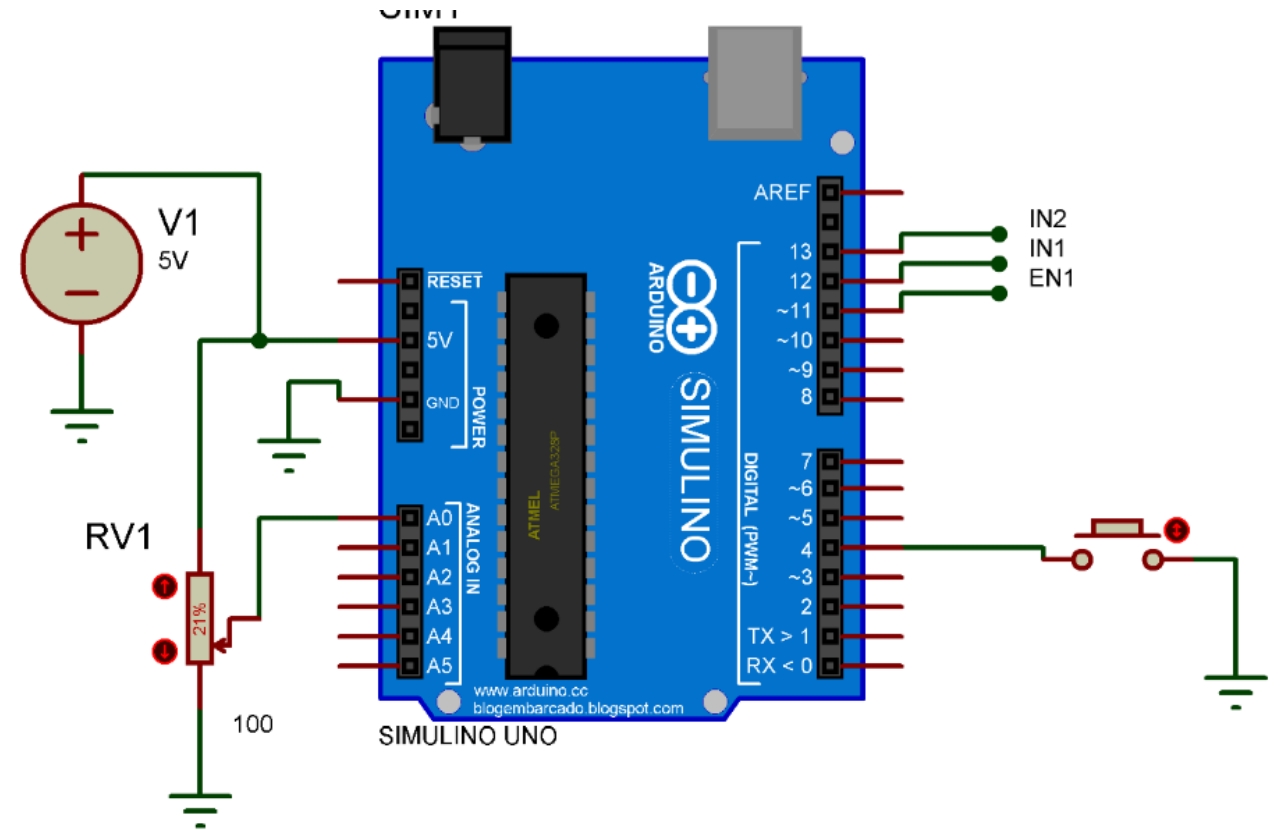 SIM1
V1
5V
RV1
21%
100
RESET
5V
GND
POWER
A0
A1
A2
A3
A4
A5
ANALOG IN
ATMEL
ATMEGA328P
ARDUINO
SIMULINO
AREF
13
12
~11
~10
~9
8
7
~6
~5
4
~3
2
TX > 1
RX < 0
DIGITAL (PWM~)
IN2
IN1
EN1
www.arduino.cc
blogembarcado.blogspot.com
SIMULINO UNO